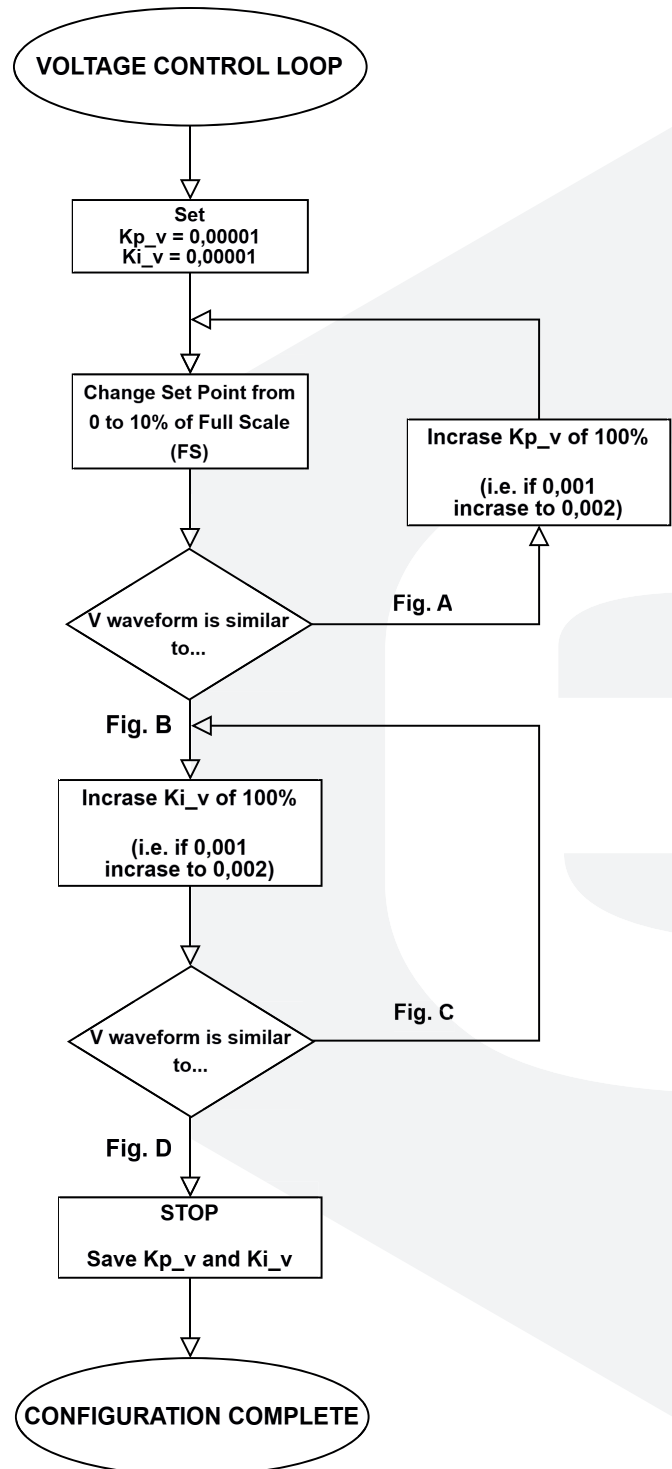 VOLTAGE CONTROL LOOP
Set
Kp_v = 0,00001
Ki_v = 0,00001
Change Set Point from
0 to 10% of Full Scale
(FS)
Incrase Kp_v of 100%
(i.e. if 0,001
incrase to 0,002)
Fig. A
V waveform is similar
to...
Fig. B
Incrase Ki_v of 100%
(i.e. if 0,001
incrase to 0,002)
Fig. C
V waveform is similar
to...
Fig. D
STOP
Save Kp_v and Ki_v
CONFIGURATION COMPLETE